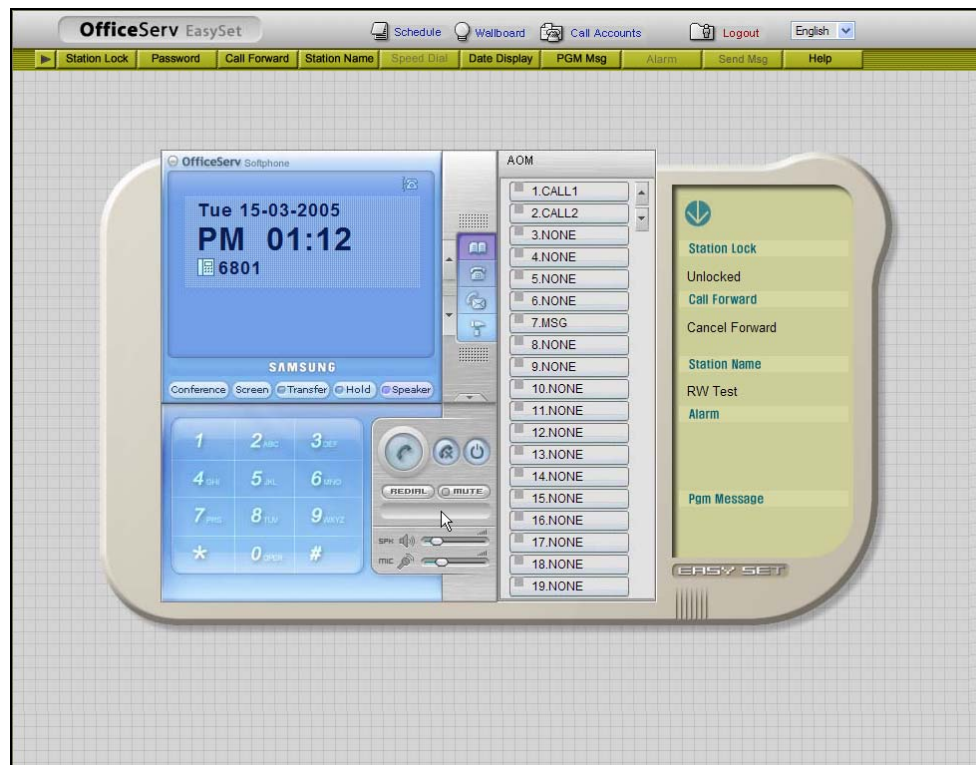 OfficeServ EasySet
Schedule Wallboard Call Accounts Logout English
Station Lock Password Call Forward Station Name Speed Dial Date Display PGM Msg Alarm Send Msg Help
OfficeServ Softphone
Tue 15-03-2005
PM 01:12
6801
SAMSUNG
Conference Screen Transfer Hold Speaker
1 2 ABC 3 DEF
4 GHI 5 JKL 6 MNO
7 PRS 8 TUV 9 WXYZ
* 0 OPER #
REDIAL MUTE
SPK
MIC
AOM
1.CALL1
2.CALL2
3.NONE
4.NONE
5.NONE
6.NONE
7.MSG
8.NONE
9.NONE
10.NONE
11.NONE
12.NONE
13.NONE
14.NONE
15.NONE
16.NONE
17.NONE
18.NONE
19.NONE
Station Lock
Unlocked
Call Forward
Cancel Forward
Station Name
RW Test
Alarm
Pgm Message
EASY SET